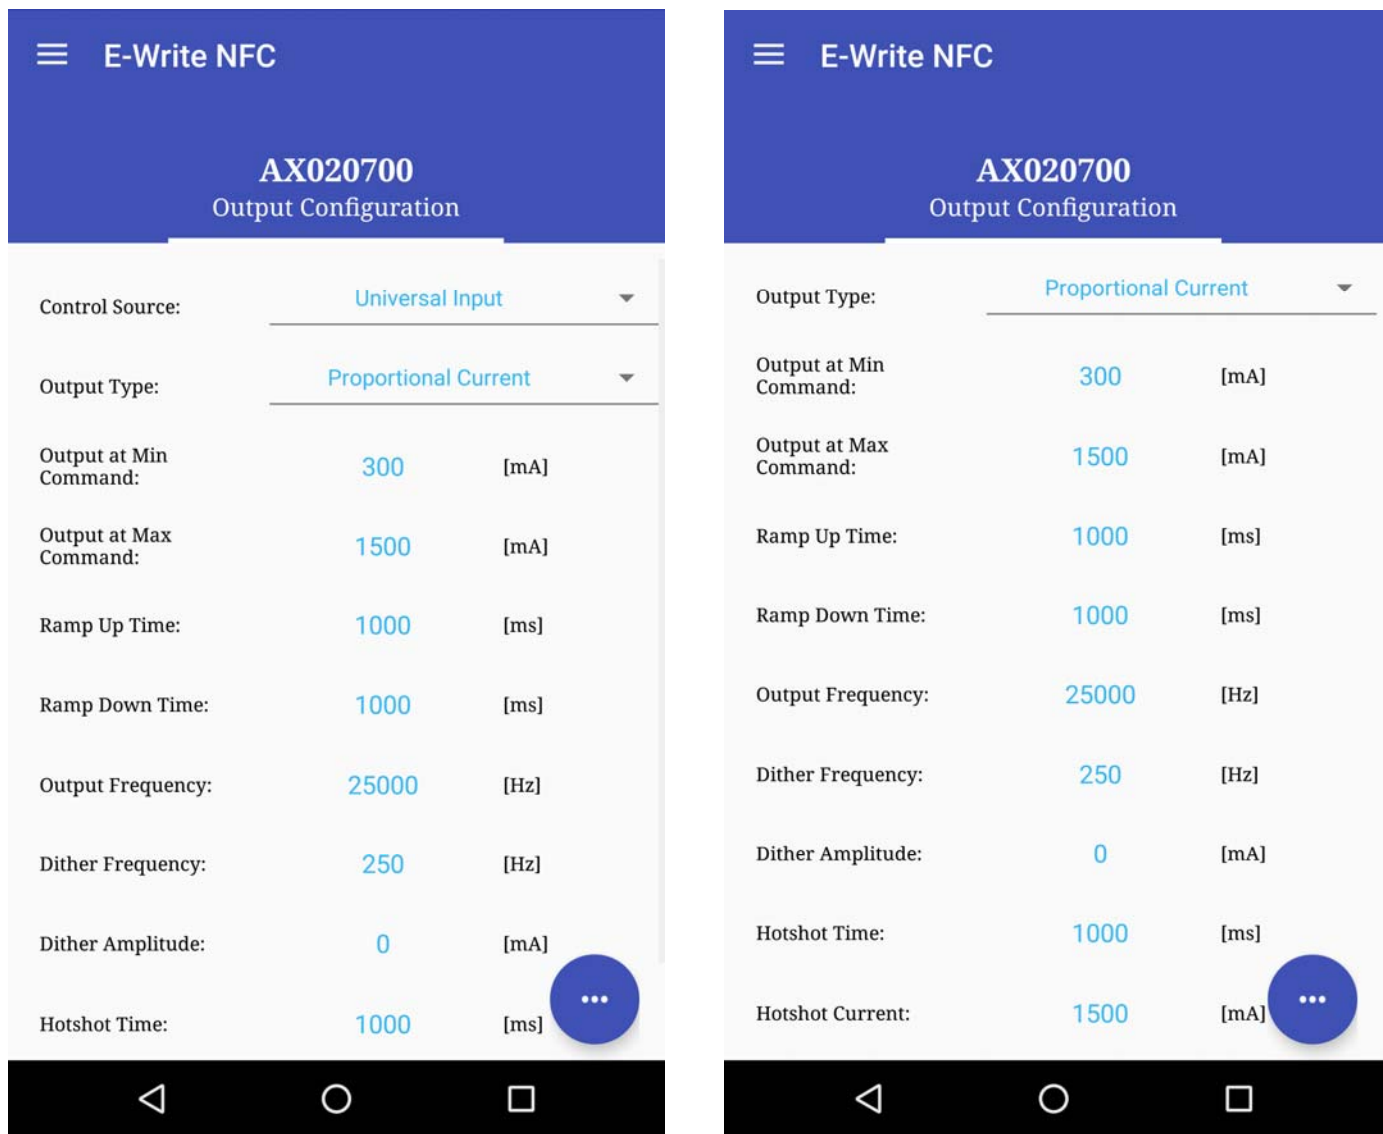 E-Write NFC
AX020700
Output Configuration
Control Source: Universal Input
Output Type: Proportional Current
Output at Min
Command: 300 [mA]
Output at Max
Command: 1500 [mA]
Ramp Up Time: 1000 [ms]
Ramp Down Time: 1000 [ms]
Output Frequency: 25000 [Hz]
Dither Frequency: 250 [Hz]
Dither Amplitude: 0 [mA]
Hotshot Time: 1000 [ms]
E-Write NFC
AX020700
Output Configuration
Output Type: Proportional Current
Output at Min
Command: 300 [mA]
Output at Max
Command: 1500 [mA]
Ramp Up Time: 1000 [ms]
Ramp Down Time: 1000 [ms]
Output Frequency: 25000 [Hz]
Dither Frequency: 250 [Hz]
Dither Amplitude: 0 [mA]
Hotshot Time: 1000 [ms]
Hotshot Current: 1500 [mA]